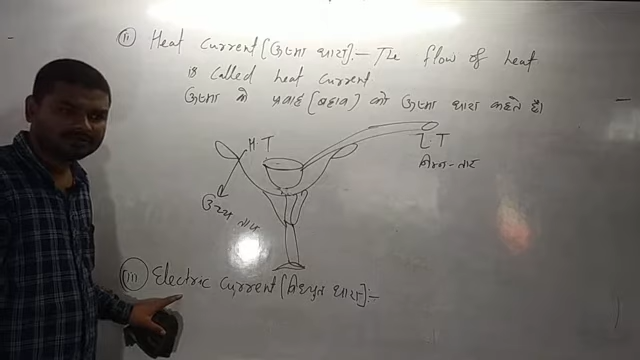 (ii) Heat Current [ऊष्मा धारा] :- The flow of heat
is called heat current
ऊष्मा के प्रवाह [बहाव] को ऊष्मा धारा कहते है।
H.T
L.T
निम्न-ताप
उच्च ताप
(iii) Electric Current [विद्युत धारा] :-